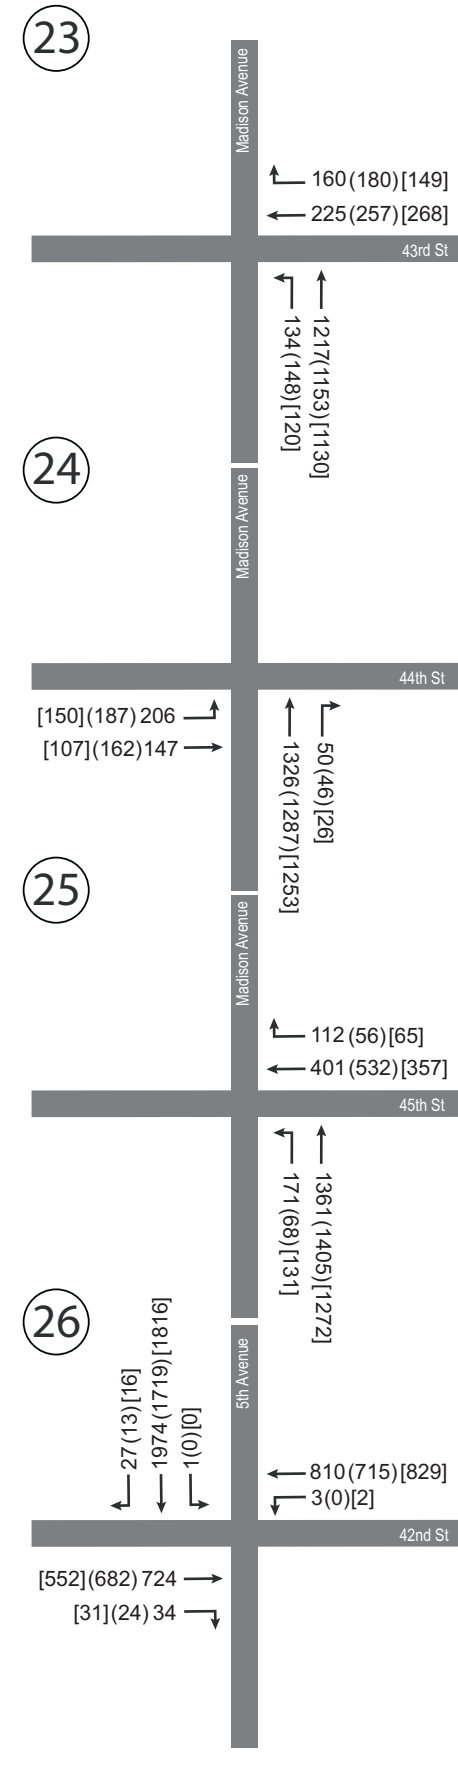 23
Madison Avenue
160 (180) [149]
225 (257) [268]
43rd St
134 (148) [120]
1217 (1153) [1130]
24
Madison Avenue
44th St
[150] (187) 206
[107] (162) 147
1326 (1287) [1253]
50 (46) [26]
25
Madison Avenue
112 (56) [65]
401 (532) [357]
45th St
171 (68) [131]
1361 (1405) [1272]
26
27 (13) [16]
1974 (1719) [1816]
1 (0) [0]
5th Avenue
810 (715) [829]
3 (0) [2]
42nd St
[552] (682) 724
[31] (24) 34